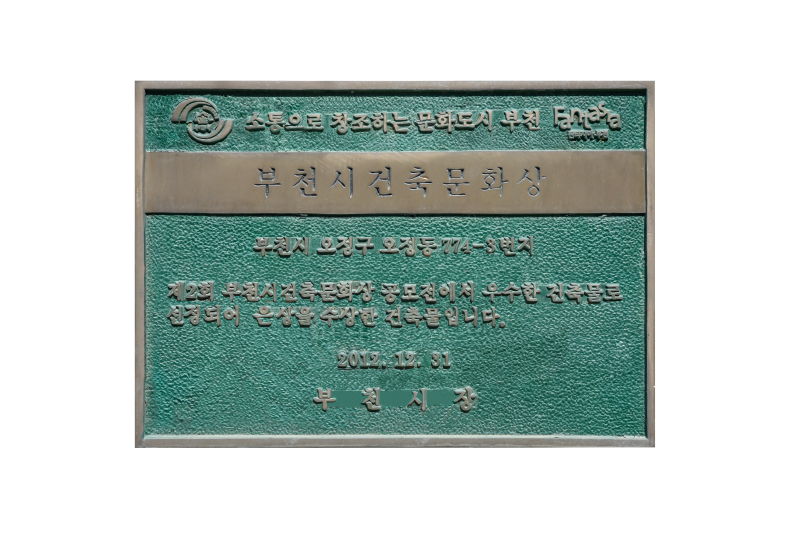 소통으로 창조하는 문화도시 부천 Fantasia
부천시건축문화상
부천시 오정구 오정동 774-8번지
제2회 부천시건축문화상 공모전에서 우수한 건축물로
선정되어 은상을 수상한 건축물입니다.
2012. 12. 31
부 천 시 장